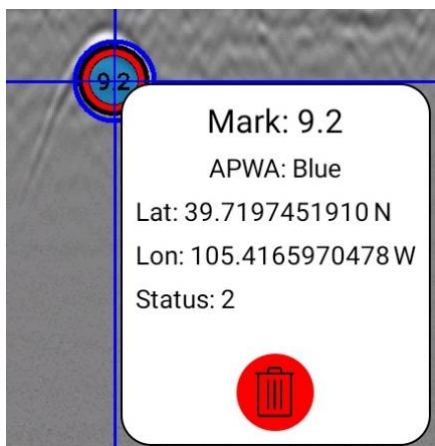 9.2
Mark: 9.2
APWA: Blue
Lat: 39.7197451910 N
Lon: 105.4165970478 W
Status: 2